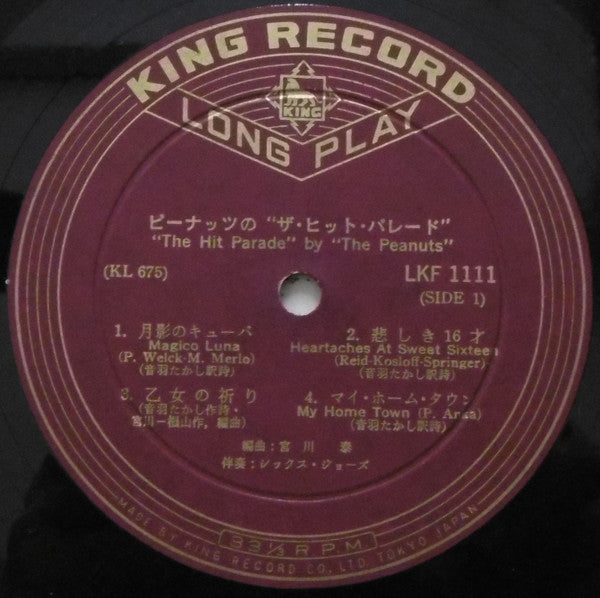 KING RECORD
KING
LONG PLAY
ピーナッツの “ザ・ヒット・パレード”
“The Hit Parade” by “The Peanuts”
(KL 675)
LKF 1111
(SIDE 1)
1. 月影のキューバ
Magico Luna
(P. Welck-M. Merlo)
(音羽たかし訳詩)
2. 悲しき16才
Heartaches At Sweet Sixteen
(Reid-Kosloff-Springer)
(音羽たかし訳詩)
3. 乙女の祈り
(音羽たかし作詩・
宮川―福山作, 編曲)
4. マイ・ホーム・タウン
My Home Town (P. Anka)
(音羽たかし訳詩)
編曲:宮川 泰
伴奏:シックス・ジョーズ
33⅓ R.P.M
MADE BY KING RECORD CO. LTD. TOKYO JAPAN